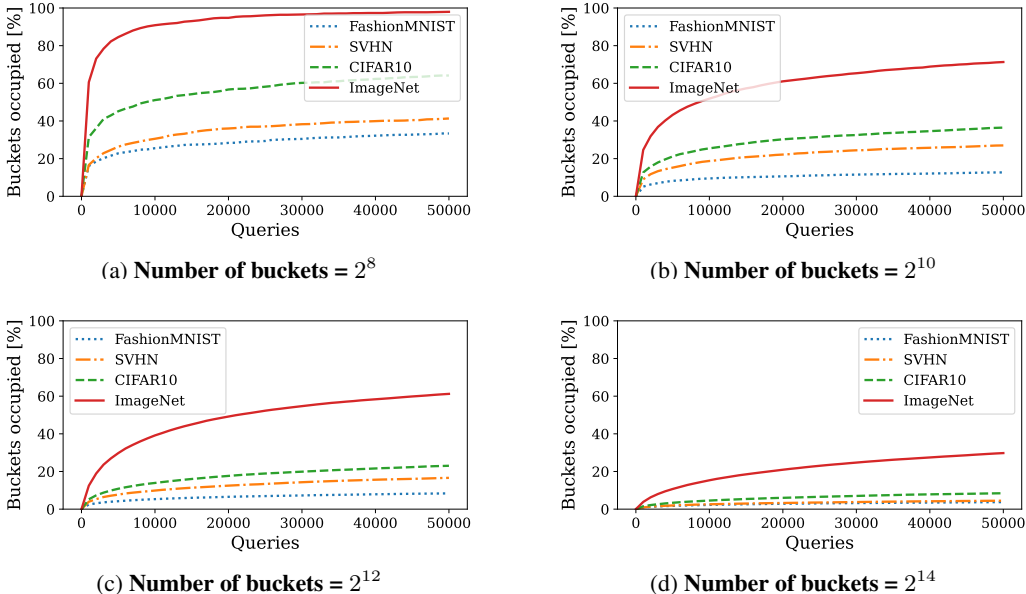 100
80
60
40
20
0
Buckets occupied [%]
FashionMNIST
SVHN
CIFAR10
ImageNet
0 10000 20000 30000 40000 50000
Queries
(a) Number of buckets = 2^8
100
80
60
40
20
0
Buckets occupied [%]
FashionMNIST
SVHN
CIFAR10
ImageNet
0 10000 20000 30000 40000 50000
Queries
(b) Number of buckets = 2^10
100
80
60
40
20
0
Buckets occupied [%]
FashionMNIST
SVHN
CIFAR10
ImageNet
0 10000 20000 30000 40000 50000
Queries
(c) Number of buckets = 2^12
100
80
60
40
20
0
Buckets occupied [%]
FashionMNIST
SVHN
CIFAR10
ImageNet
0 10000 20000 30000 40000 50000
Queries
(d) Number of buckets = 2^14